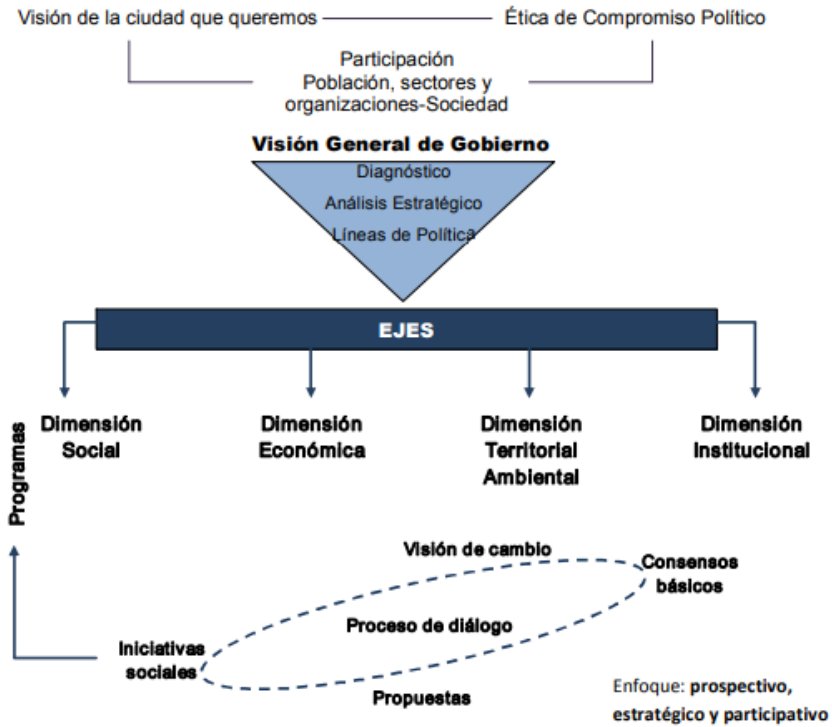 Visión de la ciudad que queremos
Ética de Compromiso Político
Participación
Población, sectores y
organizaciones-Sociedad
Visión General de Gobierno
Diagnóstico
Análisis Estratégico
Líneas de Política
EJES
Dimensión
Social
Dimensión
Económica
Dimensión
Territorial
Ambiental
Dimensión
Institucional
Programas
Visión de cambio
Consensos
básicos
Proceso de diálogo
Iniciativas
sociales
Propuestas
Enfoque: prospectivo,
estratégico y participativo